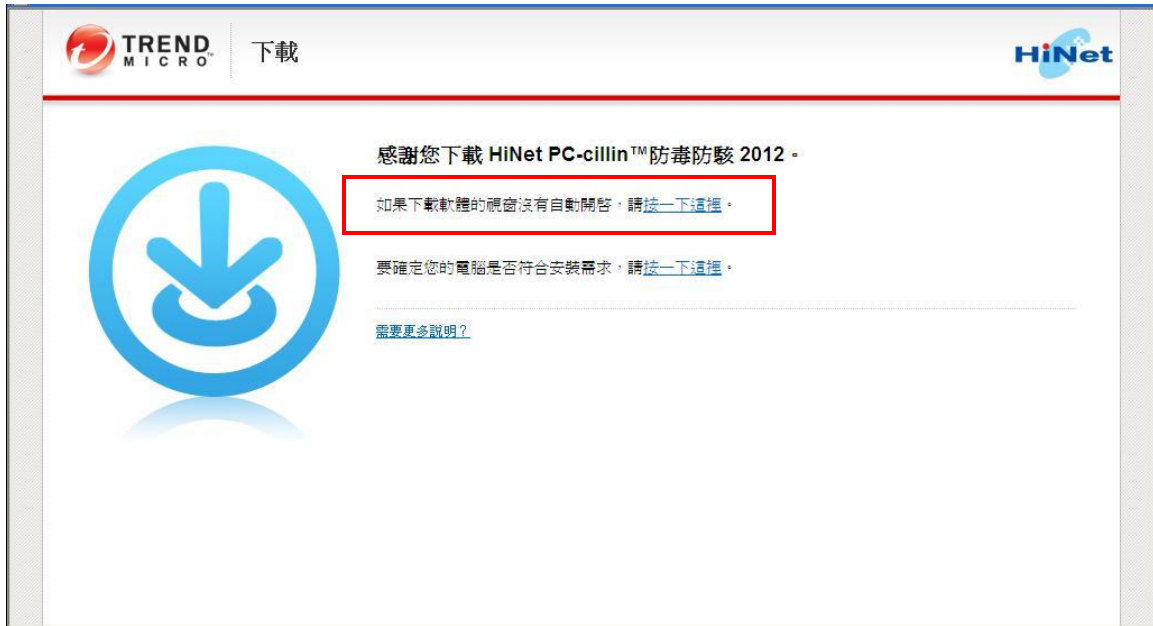 TREND MICRO™
下載
HiNet
感謝您下載 HiNet PC-cillin™防毒防駭 2012。
如果下載軟體的視窗沒有自動開啓，請按一下這裡。
要確定您的電腦是否符合安裝需求，請按一下這裡。
需要更多說明？